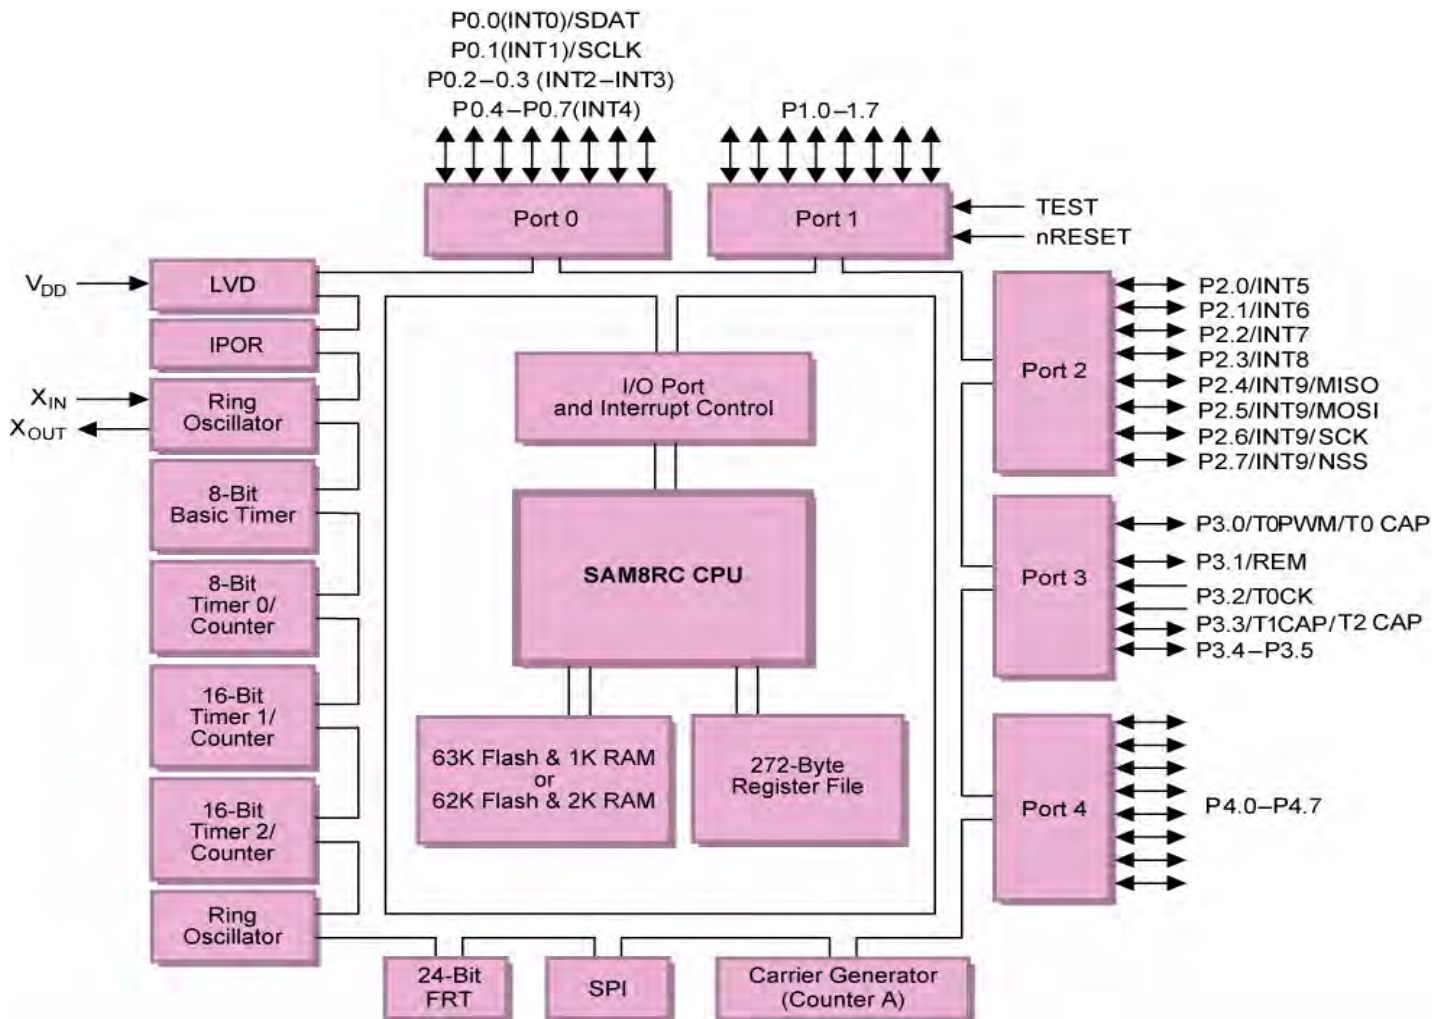 P0.0(INT0)/SDAT
P0.1(INT1)/SCLK
P0.2–0.3 (INT2–INT3)
P0.4–P0.7(INT4)
P1.0–1.7
Port 0
Port 1
TEST
nRESET
VDD
LVD
IPOR
XIN
XOUT
Ring
Oscillator
8-Bit
Basic Timer
8-Bit
Timer 0/
Counter
16-Bit
Timer 1/
Counter
16-Bit
Timer 2/
Counter
Ring
Oscillator
I/O Port
and Interrupt Control
SAM8RC CPU
63K Flash & 1K RAM
or
62K Flash & 2K RAM
272-Byte
Register File
Port 2
P2.0/INT5
P2.1/INT6
P2.2/INT7
P2.3/INT8
P2.4/INT9/MISO
P2.5/INT9/MOSI
P2.6/INT9/SCK
P2.7/INT9/NSS
Port 3
P3.0/T0PWM/T0 CAP
P3.1/REM
P3.2/T0CK
P3.3/T1CAP/T2 CAP
P3.4–P3.5
Port 4
P4.0–P4.7
24-Bit
FRT
SPI
Carrier Generator
(Counter A)